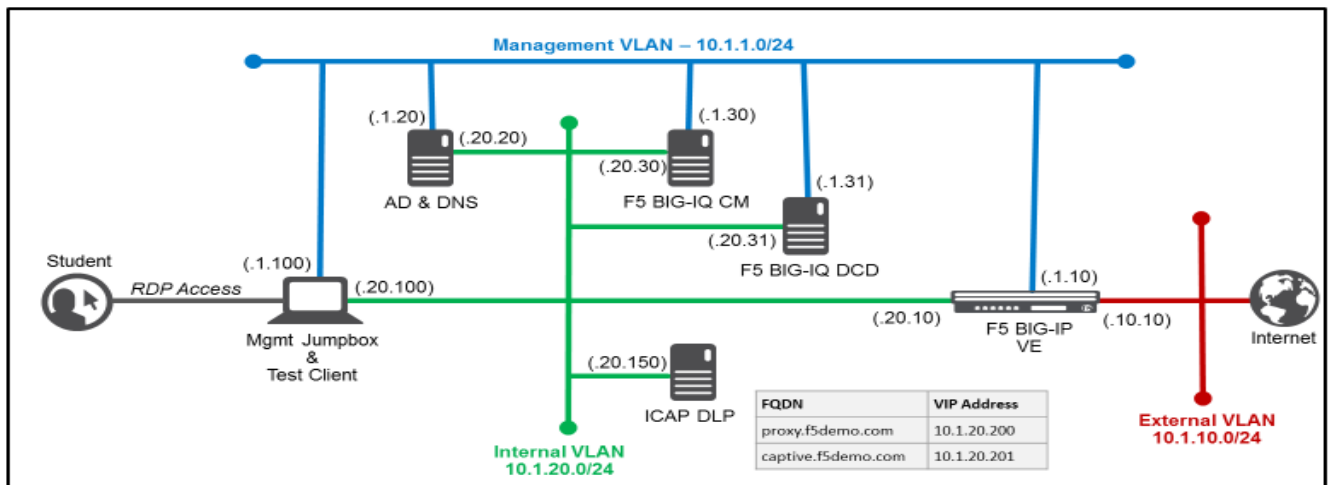 Management VLAN – 10.1.1.0/24
(.1.20)
(.20.20)
AD & DNS
(.1.30)
(.20.30)
F5 BIG-IQ CM
(.1.31)
(.20.31)
F5 BIG-IQ DCD
Student
RDP Access
(.1.100)
(.20.100)
Mgmt Jumpbox
&
Test Client
(.1.10)
(.20.10)
F5 BIG-IP
VE
(.10.10)
Internet
(.20.150)
ICAP DLP
FQDN VIP Address
proxy.f5demo.com 10.1.20.200
captive.f5demo.com 10.1.20.201
Internal VLAN
10.1.20.0/24
External VLAN
10.1.10.0/24